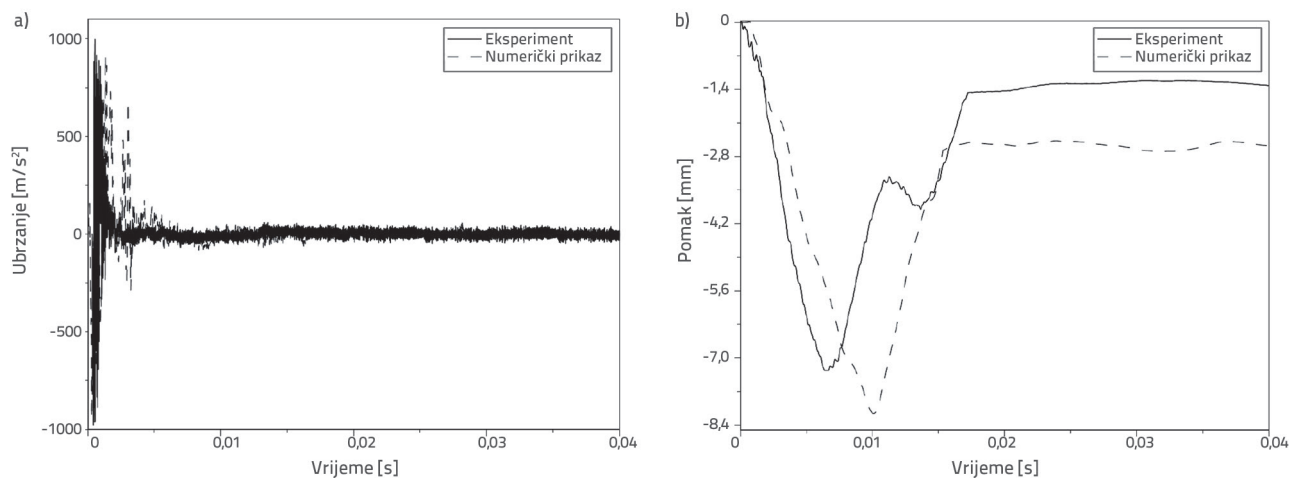 a)
Ubrzanje [m/s²]
1000
500
0
-500
-1000
Eksperiment
Numerički prikaz
0
0,01
0,02
0,03
0,04
Vrijeme [s]
b)
Pomak [mm]
0
-1,4
-2,8
-4,2
-5,6
-7,0
-8,4
Eksperiment
Numerički prikaz
0
0,01
0,02
0,03
0,04
Vrijeme [s]